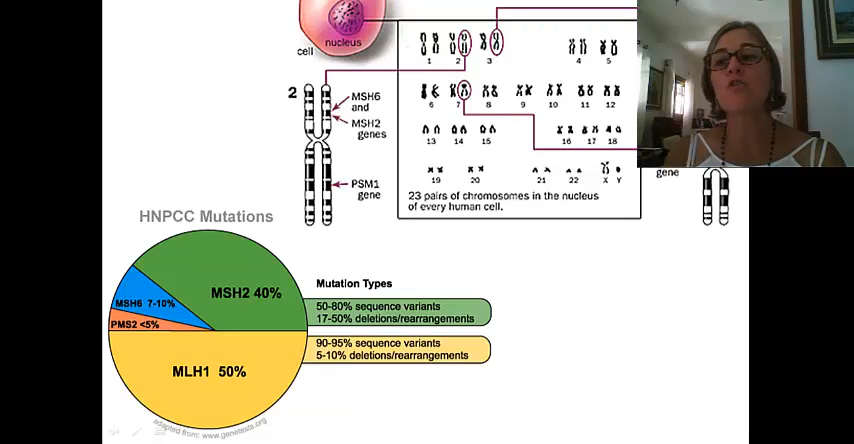 nucleus
cell
1 2 3 4 5
6 7 8 9 10 11 12
13 14 15 16 17 18
19 20 21 22 X Y
23 pairs of chromosomes in the nucleus
of every human cell.
2
MSH6
and
MSH2
genes
PSM1
gene
gene
HNPCC Mutations
MSH2 40%
MSH6 7-10%
PMS2 <5%
MLH1 50%
Mutation Types
50-80% sequence variants
17-50% deletions/rearrangements
90-95% sequence variants
5-10% deletions/rearrangements
adapted from: www.genetests.org